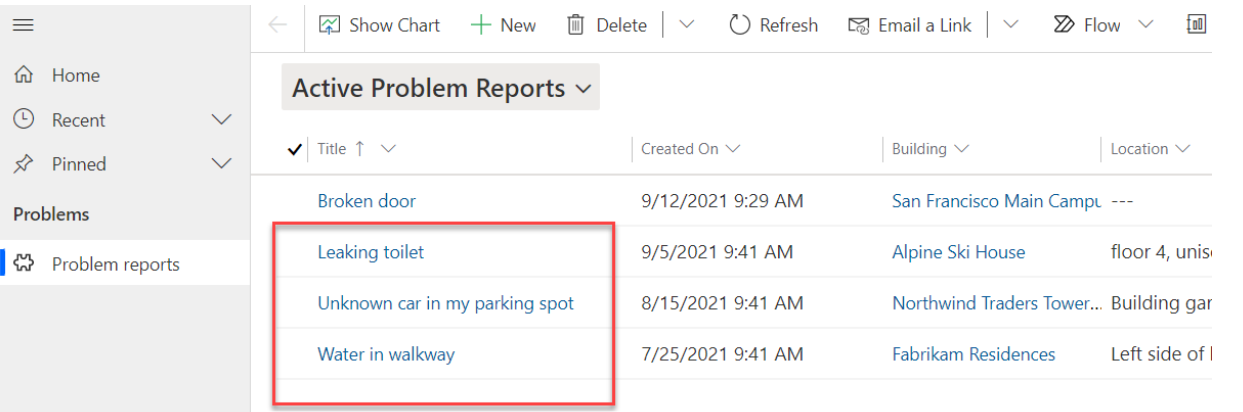 Show Chart New Delete Refresh Email a Link Flow
Home
Recent
Pinned
Problems
Problem reports
Active Problem Reports
Title Created On Building Location
Broken door 9/12/2021 9:29 AM San Francisco Main ---
Leaking toilet 9/5/2021 9:41 AM Alpine Ski House floor 4,
Unknown car in my parking spot 8/15/2021 9:41 AM Northwind Traders Tower... Building
Water in walkway 7/25/2021 9:41 AM Fabrikam Residences Left side of